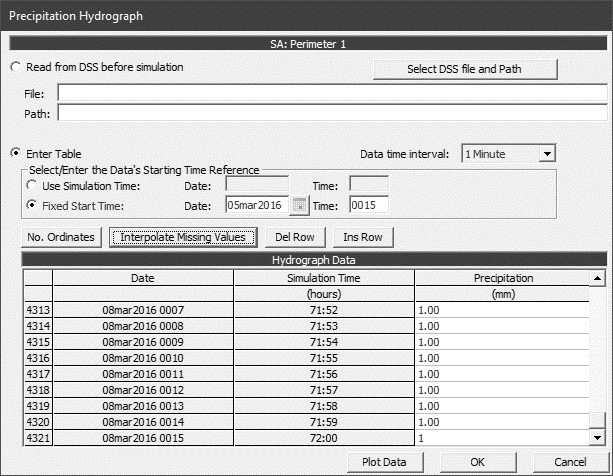 Precipitation Hydrograph
SA: Perimeter 1
Read from DSS before simulation
Select DSS file and Path
File:
Path:
Enter Table
Data time interval:
1 Minute
Select/Enter the Data's Starting Time Reference
Use Simulation Time:
Date:
Time:
Fixed Start Time:
Date:
05mar2016
Time:
0015
No. Ordinates
Interpolate Missing Values
Del Row
Ins Row
Hydrograph Data
Date Simulation Time Precipitation
(hours) (mm)
4313 08mar2016 0007 71:52 1.00
4314 08mar2016 0008 71:53 1.00
4315 08mar2016 0009 71:54 1.00
4316 08mar2016 0010 71:55 1.00
4317 08mar2016 0011 71:56 1.00
4318 08mar2016 0012 71:57 1.00
4319 08mar2016 0013 71:58 1.00
4320 08mar2016 0014 71:59 1.00
4321 08mar2016 0015 72:00 1
Plot Data
OK
Cancel